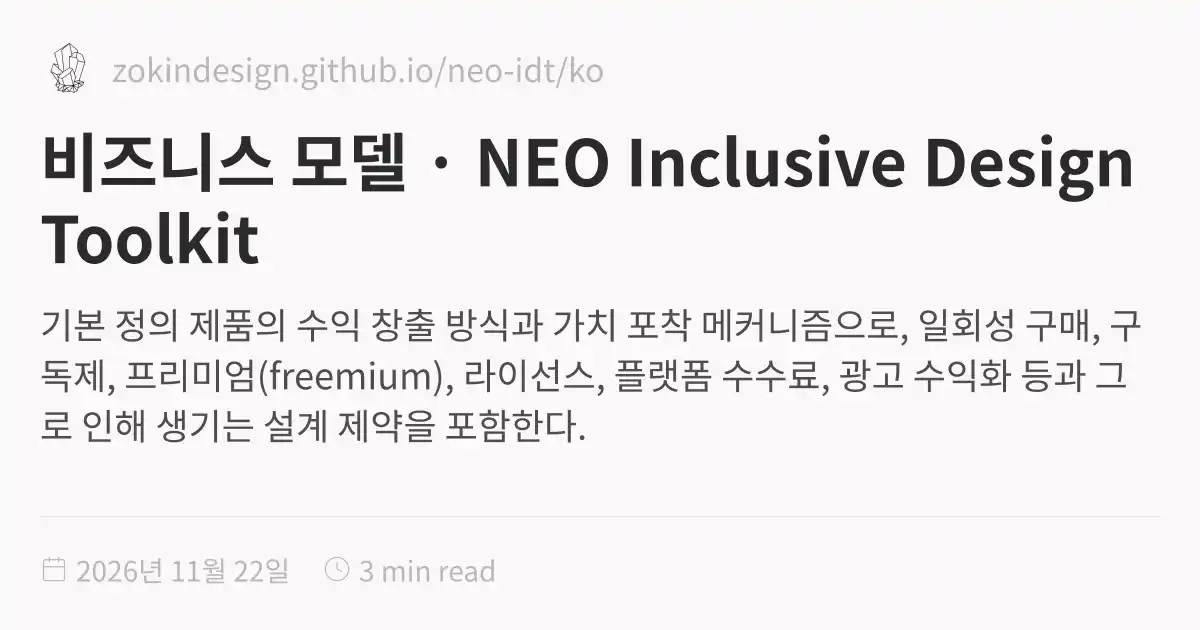 zokindesign.github.io/neo-idt/ko
비즈니스 모델 · NEO Inclusive Design
Toolkit
기본 정의 제품의 수익 창출 방식과 가치 포착 메커니즘으로, 일회성 구매, 구
독제, 프리미엄(freemium), 라이선스, 플랫폼 수수료, 광고 수익화 등과 그
로 인해 생기는 설계 제약을 포함한다.
2026년 11월 22일 3 min read